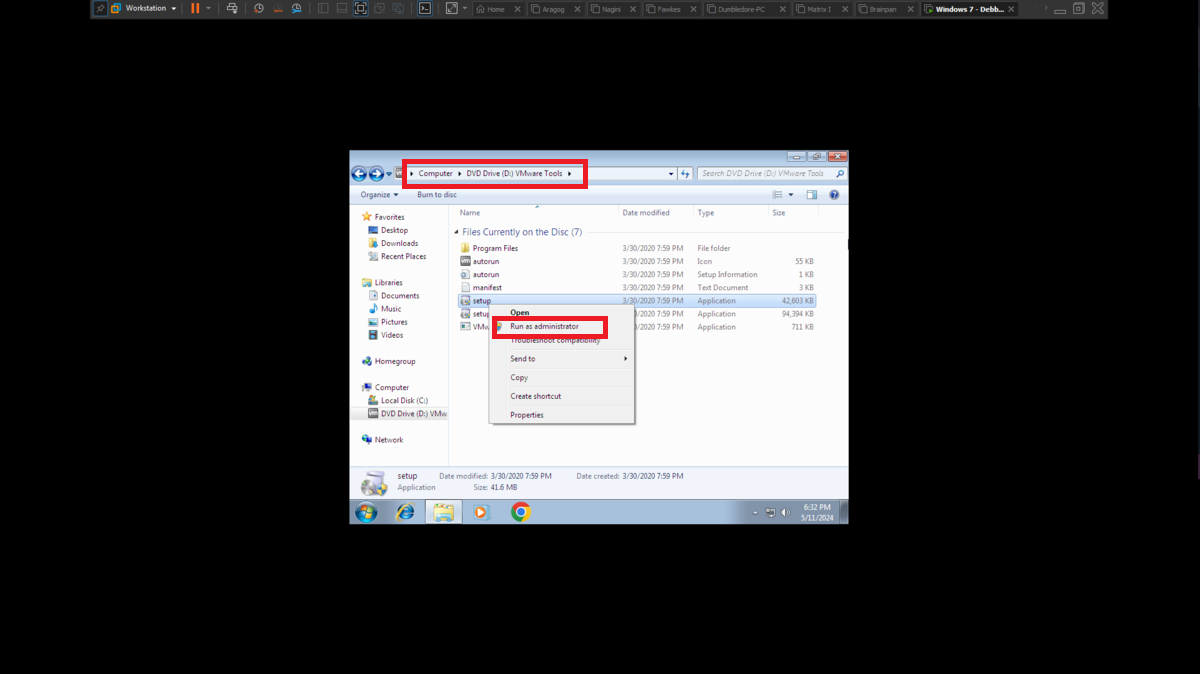 Workstation
Home
Aragog
Nagini
Fawkes
Dumbledore-PC
Matrix I
Brainpan
Windows 7 - Debb...
Computer
DVD Drive (D:) VMware Tools
Search DVD Drive (D:) VMware Tools
Organize
Burn to disc
Name
Date modified
Type
Size
Favorites
Desktop
Downloads
Recent Places
Libraries
Documents
Music
Pictures
Videos
Homegroup
Computer
Local Disk (C:)
DVD Drive (D:) VMw
Network
Files Currently on the Disc (7)
Program Files 3/30/2020 7:59 PM File folder
autorun 3/30/2020 7:59 PM Icon 55 KB
autorun 3/30/2020 7:59 PM Setup Information 1 KB
manifest 3/30/2020 7:59 PM Text Document 3 KB
setup 3/30/2020 7:59 PM Application 42,603 KB
setup /2020 7:59 PM Application 94,394 KB
VMw /2020 7:59 PM Application 711 KB
Open
Run as administrator
Troubleshoot compatibility
Send to
Copy
Create shortcut
Properties
setup Date modified: 3/30/2020 7:59 PM Date created: 3/30/2020 7:59 PM
Application Size: 41.6 MB
6:32 PM
5/11/2024